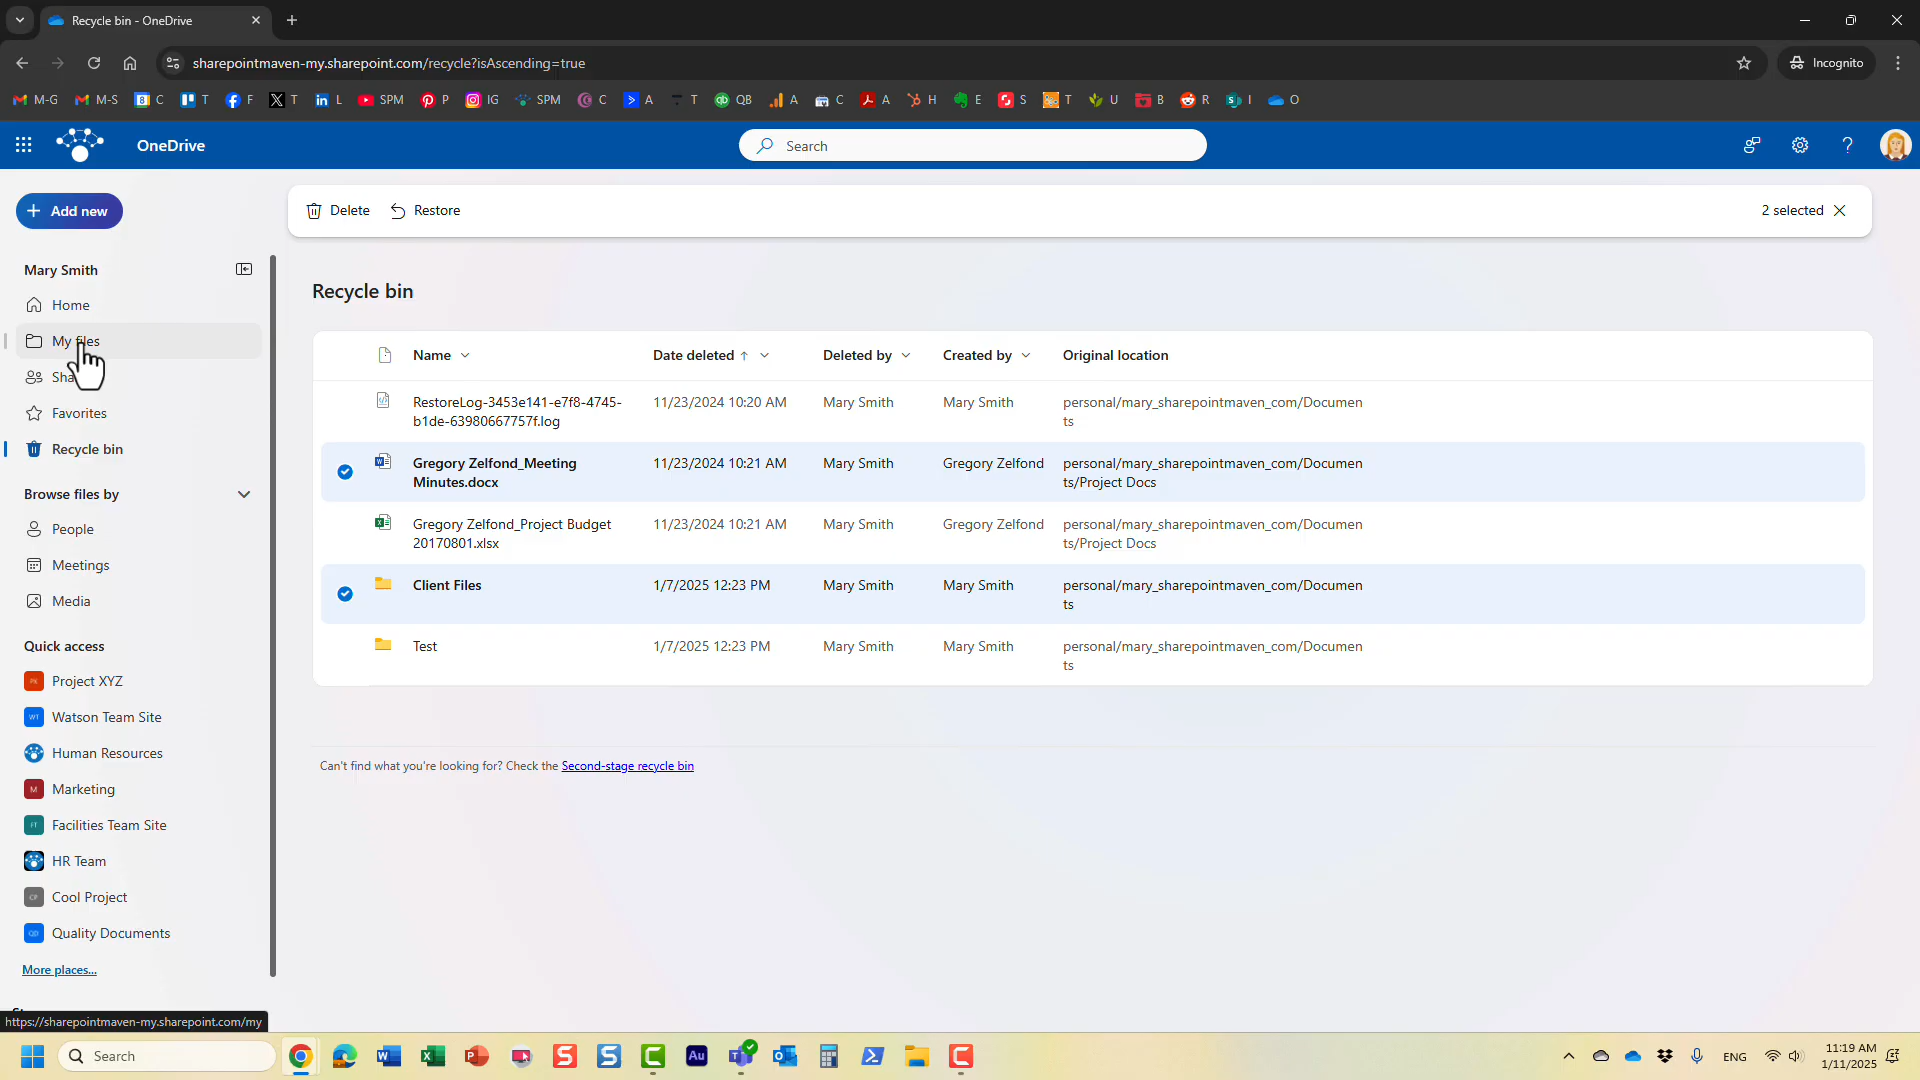 Recycle bin - OneDrive
sharepointmaven-my.sharepoint.com/recycle?isAscending=true
Incognito
M-G M-S C T F T L SPM P IG SPM C A T QB A C A H E S T U B R I O
OneDrive
Search
Add new
Delete Restore
2 selected
Mary Smith
Home
My files
Sha
Favorites
Recycle bin
Browse files by
People
Meetings
Media
Quick access
Project XYZ
WT Watson Team Site
Human Resources
M Marketing
FT Facilities Team Site
HR Team
CP Cool Project
QD Quality Documents
More places...
https://sharepointmaven-my.sharepoint.com/my
Recycle bin
Name Date deleted Deleted by Created by Original location
RestoreLog-3453e141-e7f8-4745- 11/23/2024 10:20 AM Mary Smith Mary Smith personal/mary_sharepointmaven_com/Documen
b1de-63980667757f.log ts
Gregory Zelfond_Meeting 11/23/2024 10:21 AM Mary Smith Gregory Zelfond personal/mary_sharepointmaven_com/Documen
Minutes.docx ts/Project Docs
Gregory Zelfond_Project Budget 11/23/2024 10:21 AM Mary Smith Gregory Zelfond personal/mary_sharepointmaven_com/Documen
20170801.xlsx ts/Project Docs
Client Files 1/7/2025 12:23 PM Mary Smith Mary Smith personal/mary_sharepointmaven_com/Documen
ts
Test 1/7/2025 12:23 PM Mary Smith Mary Smith personal/mary_sharepointmaven_com/Documen
ts
Can't find what you're looking for? Check the Second-stage recycle bin
Search
Au
ENG
11:19 AM
1/11/2025